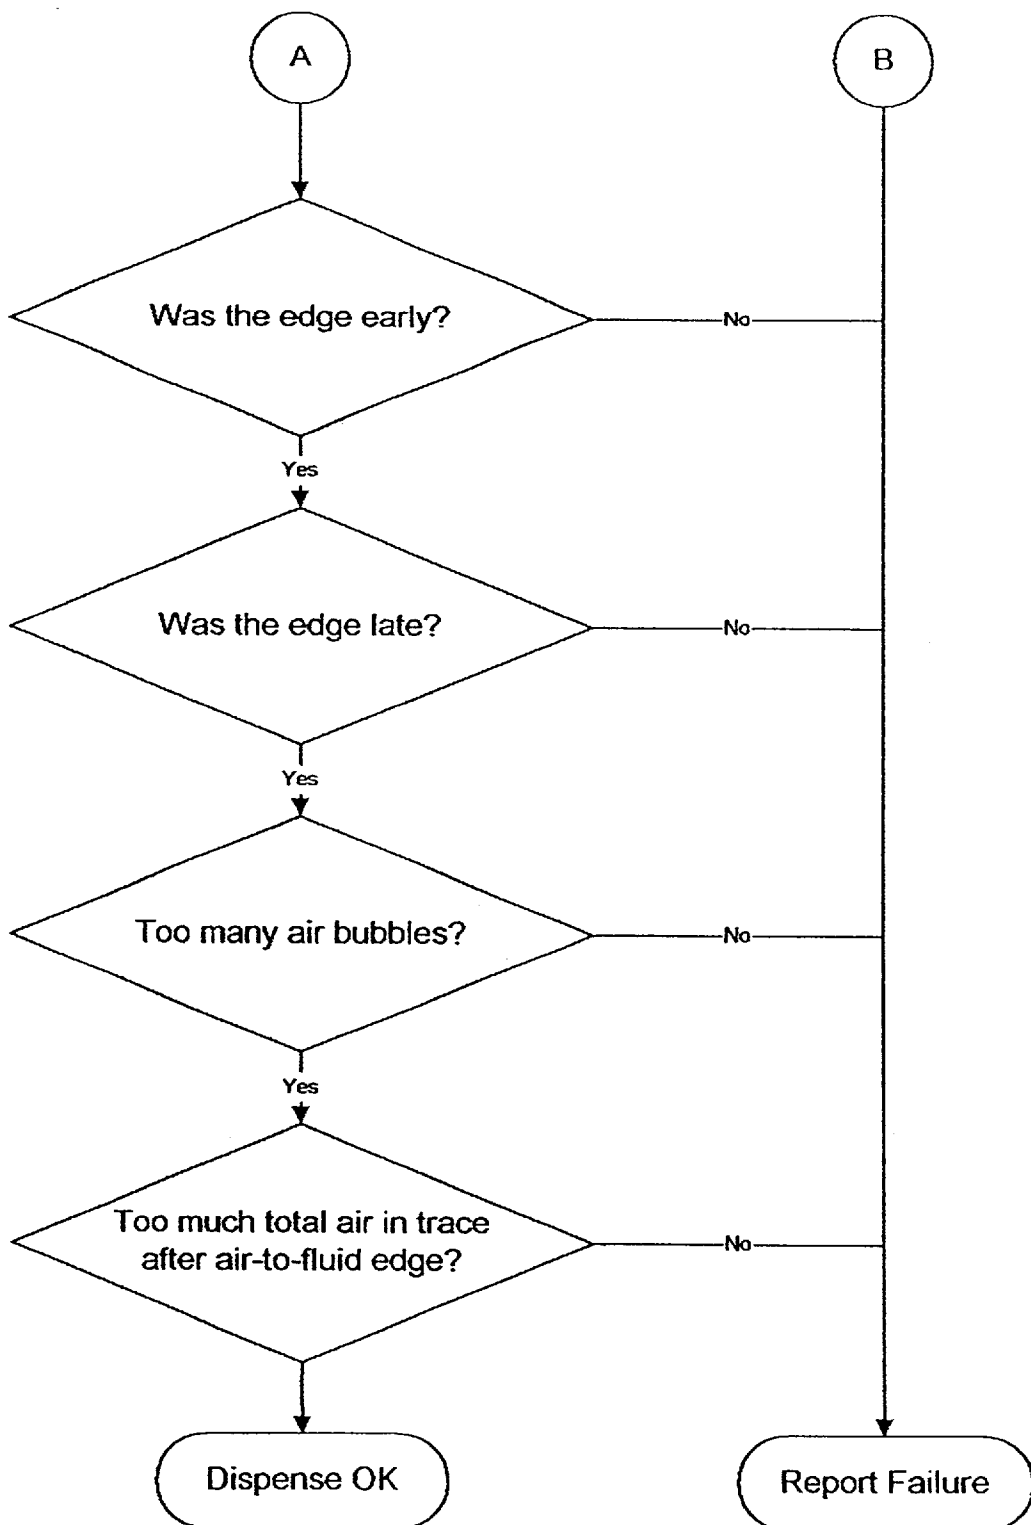 A
B
Was the edge early?
No
Yes
Was the edge late?
No
Yes
Too many air bubbles?
No
Yes
Too much total air in trace
after air-to-fluid edge?
No
Dispense OK
Report Failure